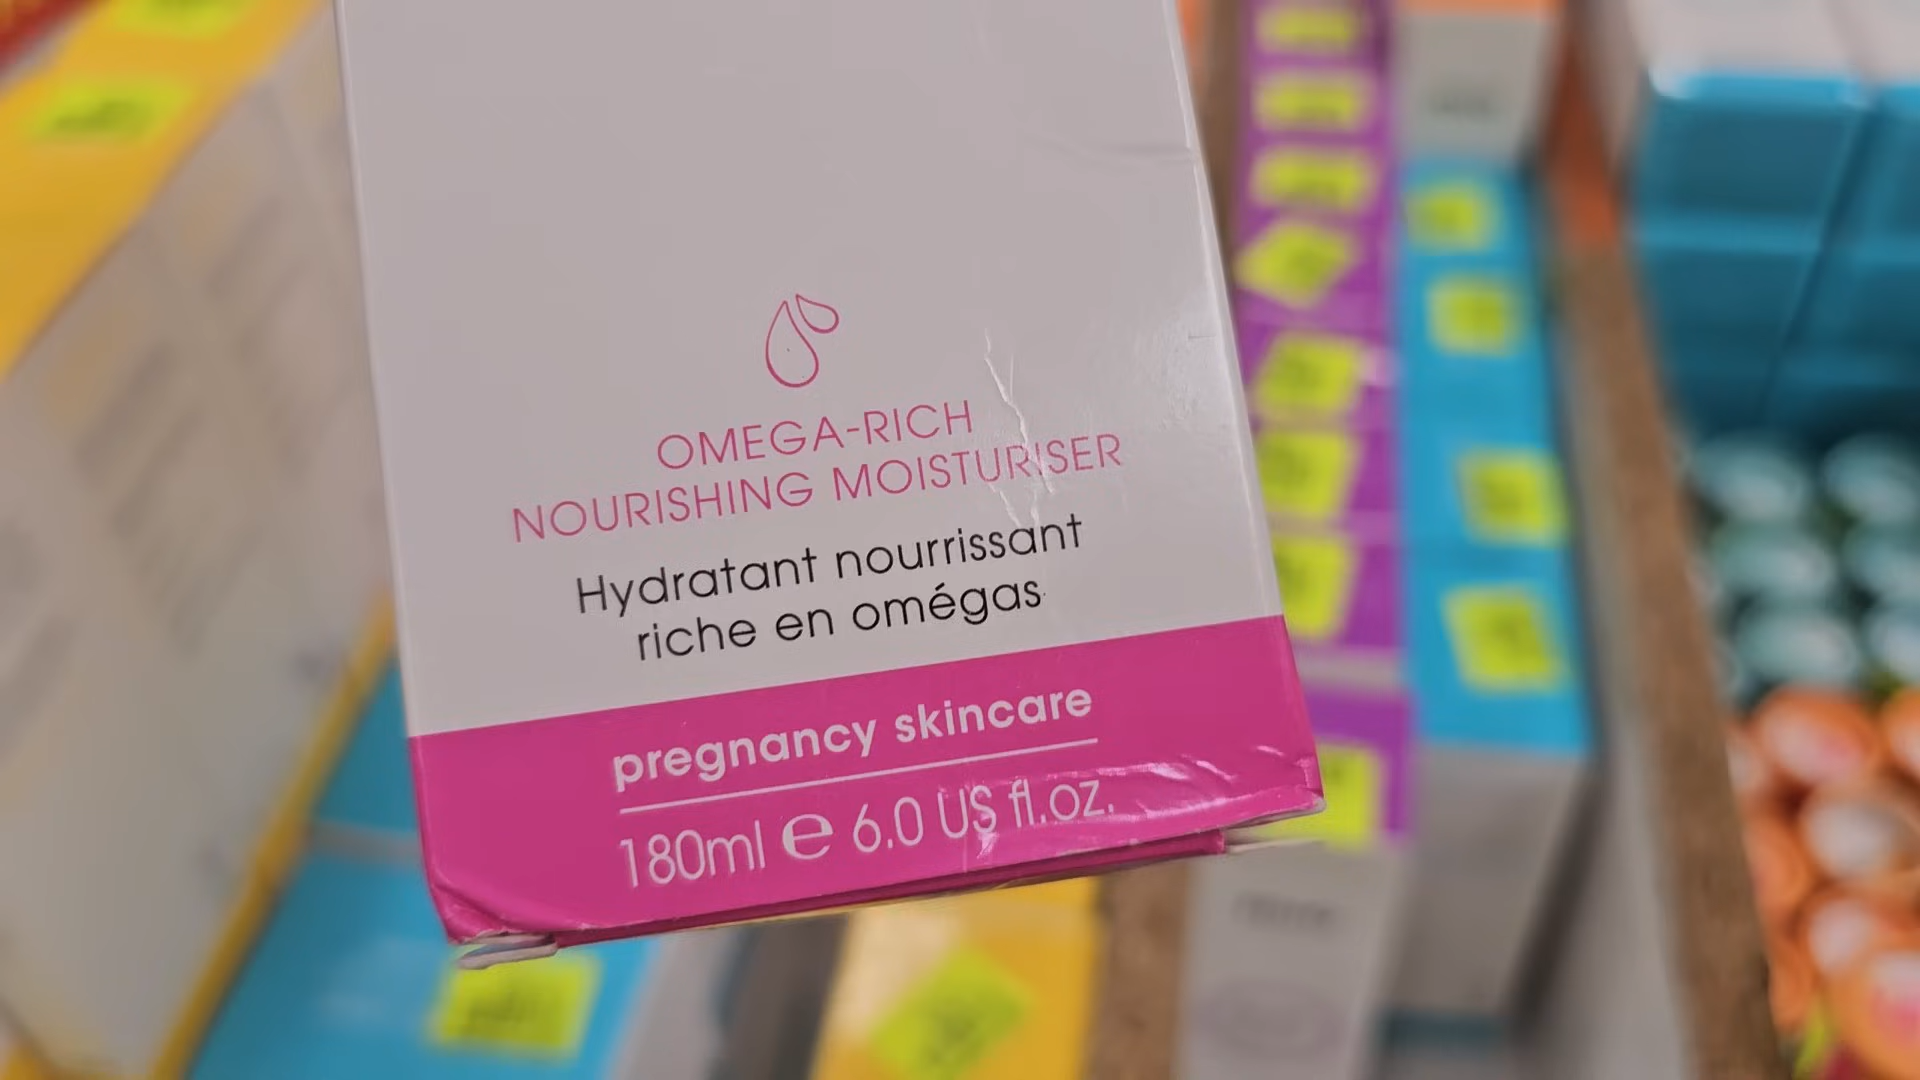 OMEGA-RICH
NOURISHING MOISTURISER
Hydratant nourrissant
riche en omégas
pregnancy skincare
180ml e 6.0 US fl.oz.